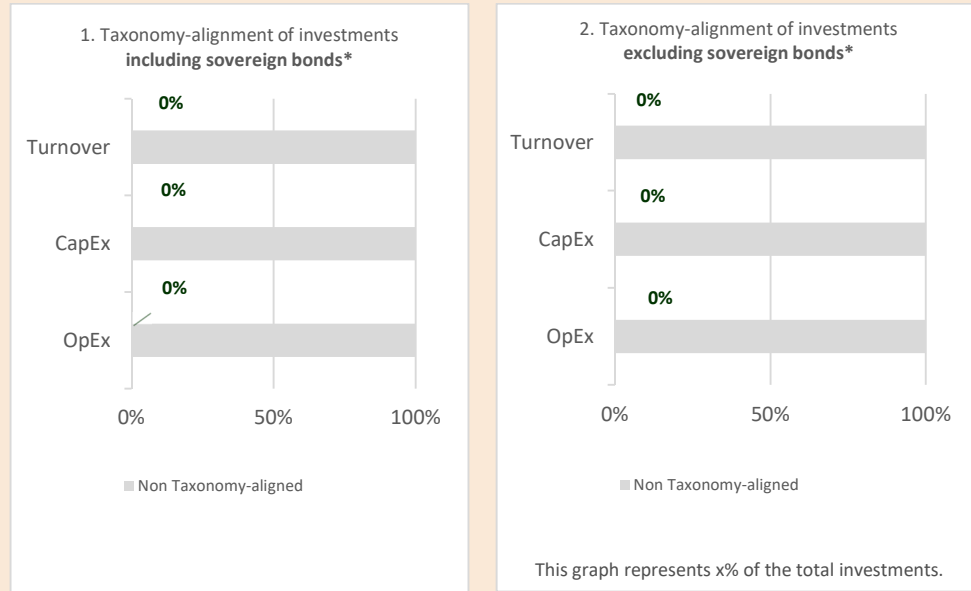 1. Taxonomy-alignment of investments
including sovereign bonds*
0%
Turnover
0%
CapEx
0%
OpEx
0%
50%
100%
Non Taxonomy-aligned
2. Taxonomy-alignment of investments
excluding sovereign bonds*
0%
Turnover
0%
CapEx
0%
OpEx
0%
50%
100%
Non Taxonomy-aligned
This graph represents x% of the total investments.